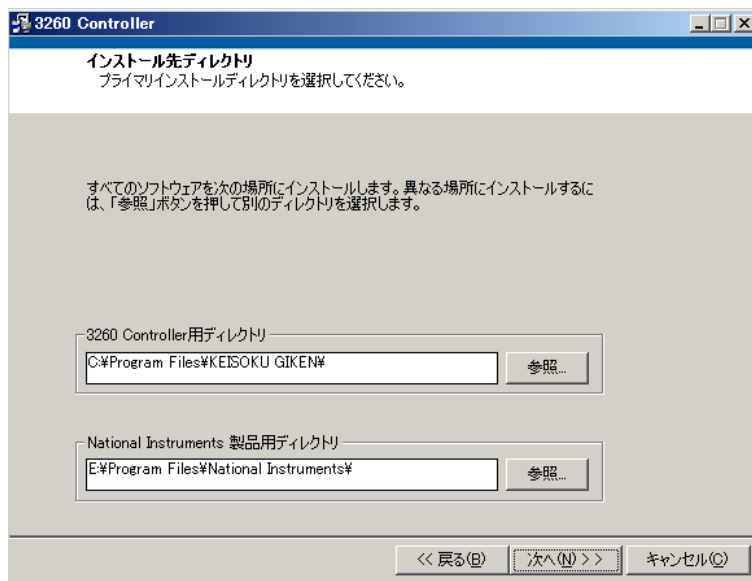 3260 Controller
インストール先ディレクトリ
プライマリインストールディレクトリを選択してください。
すべてのソフトウェアを次の場所にインストールします。異なる場所にインストールするに
は、「参照」ボタンを押して別のディレクトリを選択します。
3260 Controller用ディレクトリ
C:¥Program Files¥KEISOKU GIKEN¥
参照...
National Instruments 製品用ディレクトリ
E:¥Program Files¥National Instruments¥
参照...
<< 戻る(B)
次へ(N) >>
キャンセル(C)